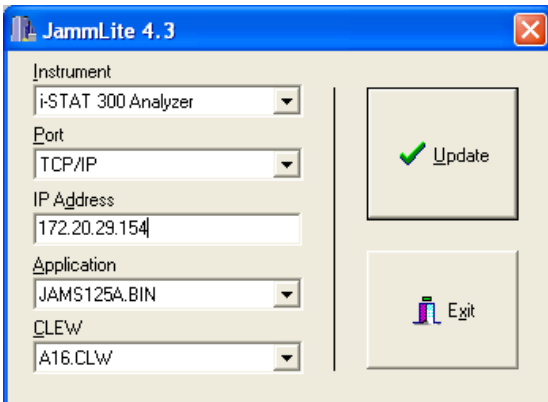 JammLite 4.3
Instrument
i-STAT 300 Analyzer
Port
TCP/IP
IP Address
172.20.29.154
Application
JAMS125A.BIN
CLEW
A16.CLW
Update
Exit